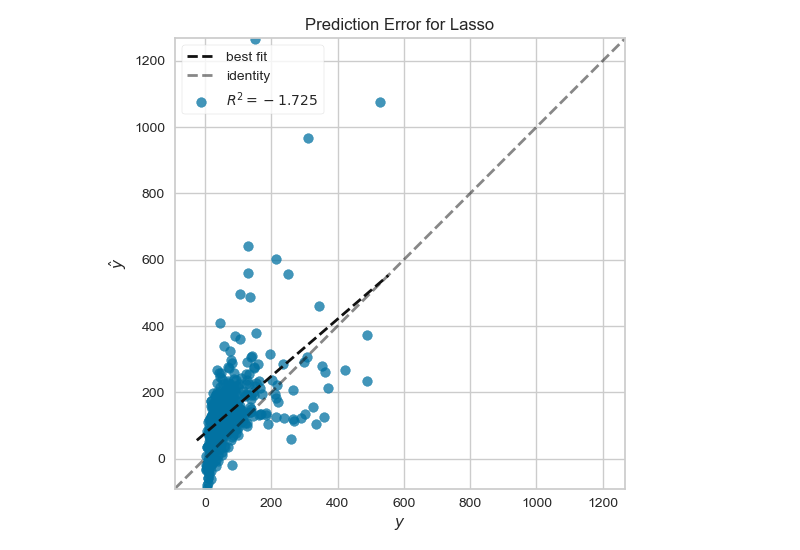 Prediction Error for Lasso
best fit
identity
R² = −1.725
1200
1000
800
600
400
200
0
ŷ
0 200 400 600 800 1000 1200
y